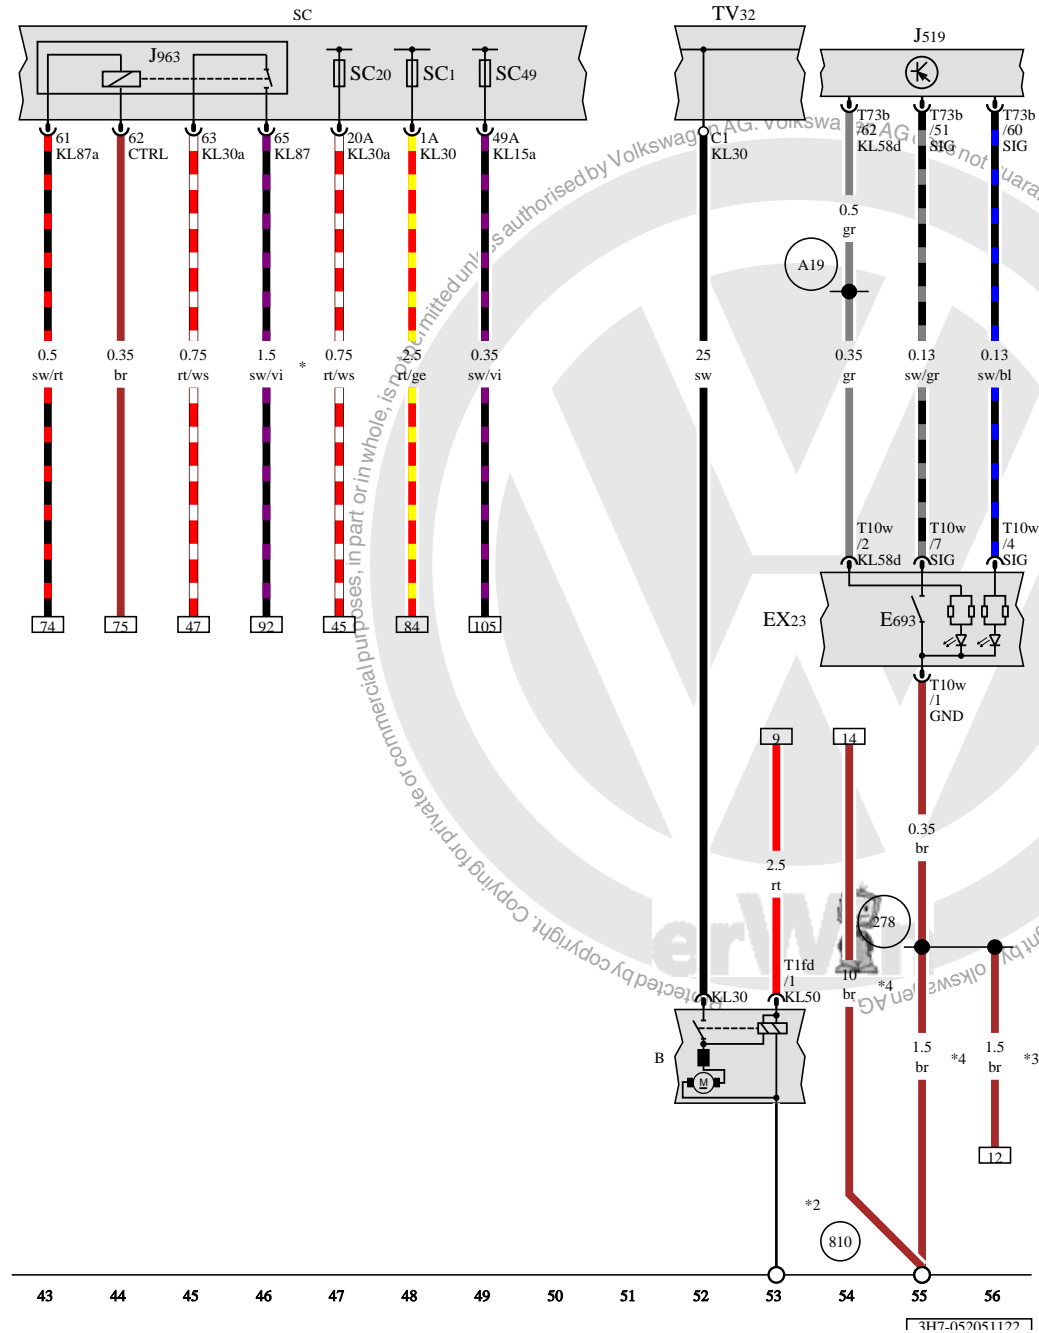 SC
TV32
J519
J963
SC20
SC1
SC49
61
KL87a
62
CTRL
63
KL30a
65
KL87
20A
KL30a
1A
KL30
49A
KL15a
C1
KL30
T73b
/62
KL58d
T73b
/51
SIG
T73b
/60
SIG
0.5
gr
A19
0.5
sw/rt
0.35
br
0.75
rt/ws
1.5
sw/vi
*
0.75
rt/ws
2.5
rt/ge
0.35
sw/vi
25
sw
0.35
gr
0.13
sw/gr
0.13
sw/bl
T10w
/2
KL58d
T10w
/7
SIG
T10w
/4
SIG
74
75
47
92
45
84
105
EX23
E693
T10w
/1
GND
9
14
0.35
br
2.5
rt
278
T1fd
/1
KL50
KL30
10
br
*4
B
M
1.5
br
*4
1.5
br
*3
12
*2
810
43 44 45 46 47 48 49 50 51 52 53 54 55 56
3H7-052051122